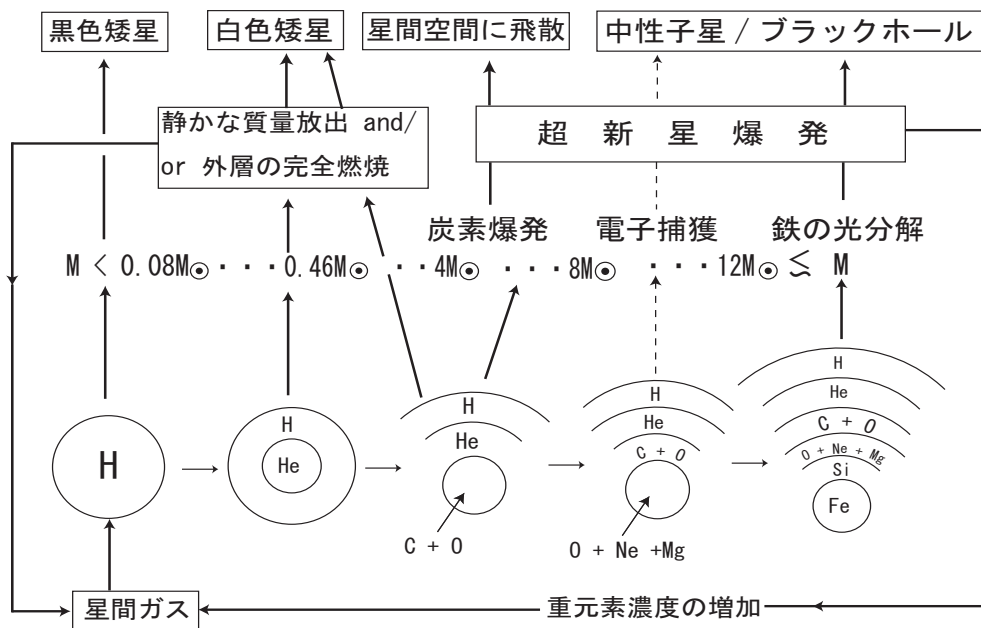 黒色矮星
白色矮星
星間空間に飛散
中性子星 / ブラックホール
静かな質量放出 and/
or 外層の完全燃焼
超新星爆発
炭素爆発
電子捕獲
鉄の光分解
M < 0.08M☉ ・・・・0.46M☉ ・・・4M☉ ・・・・8M☉ ・・・・12M☉ ≦ M
H
H
He
H
He
C + O
H
He
C + O
O + Ne +Mg
H
He
C + O
O + Ne + Mg
Si
Fe
星間ガス
重元素濃度の増加